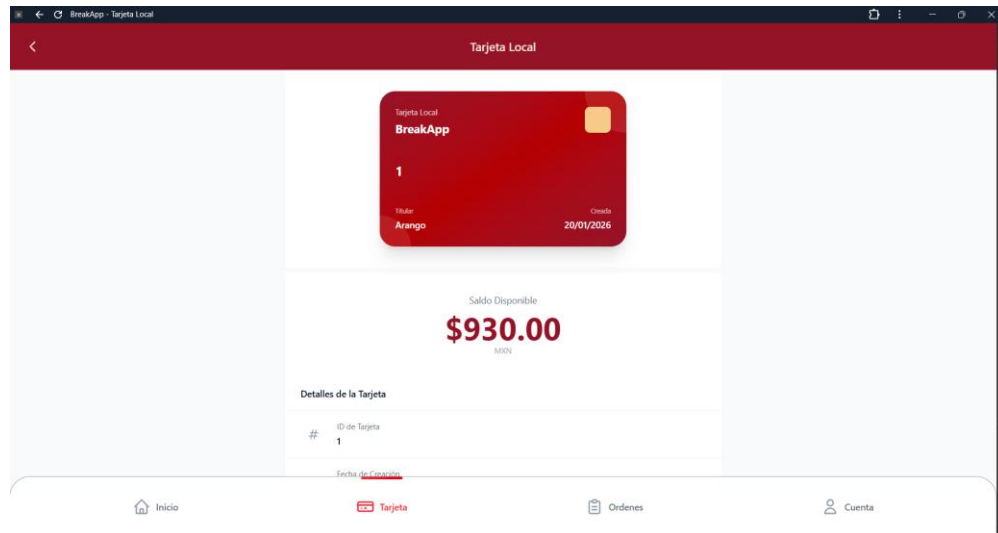 BreakApp - Tarjeta Local
Tarjeta Local
Tarjeta Local
BreakApp
1
Titular
Creada
Arango
20/01/2026
Saldo Disponible
$930.00
MXN
Detalles de la Tarjeta
# ID de Tarjeta
1
Fecha de Creación
Inicio
Tarjeta
Ordenes
Cuenta